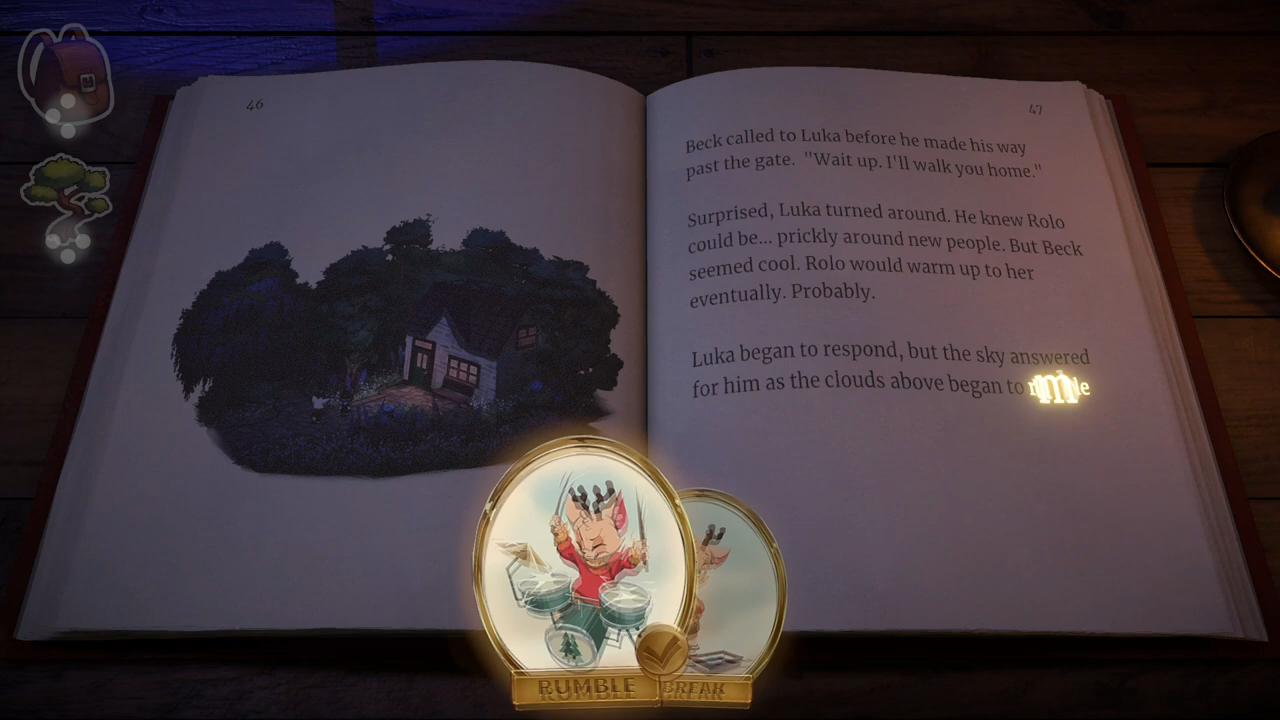 46
47
Beck called to Luka before he made his way
past the gate. "Wait up. I'll walk you home."
Surprised, Luka turned around. He knew Rolo
could be... prickly around new people. But Beck
seemed cool. Rolo would warm up to her
eventually. Probably.
Luka began to respond, but the sky answered
for him as the clouds above began to
RUMBLE
BREAK